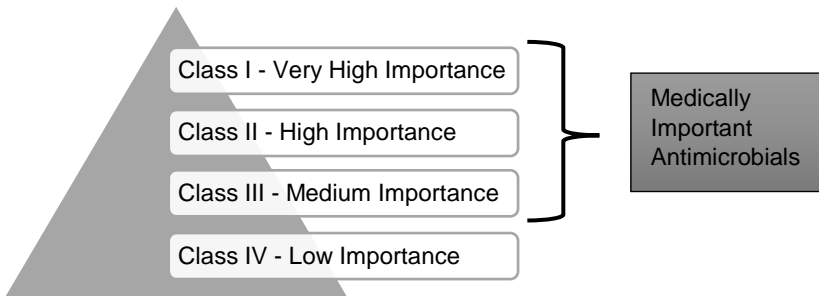 Class I - Very High Importance
Class II - High Importance
Class III - Medium Importance
Class IV - Low Importance
Medically
Important
Antimicrobials